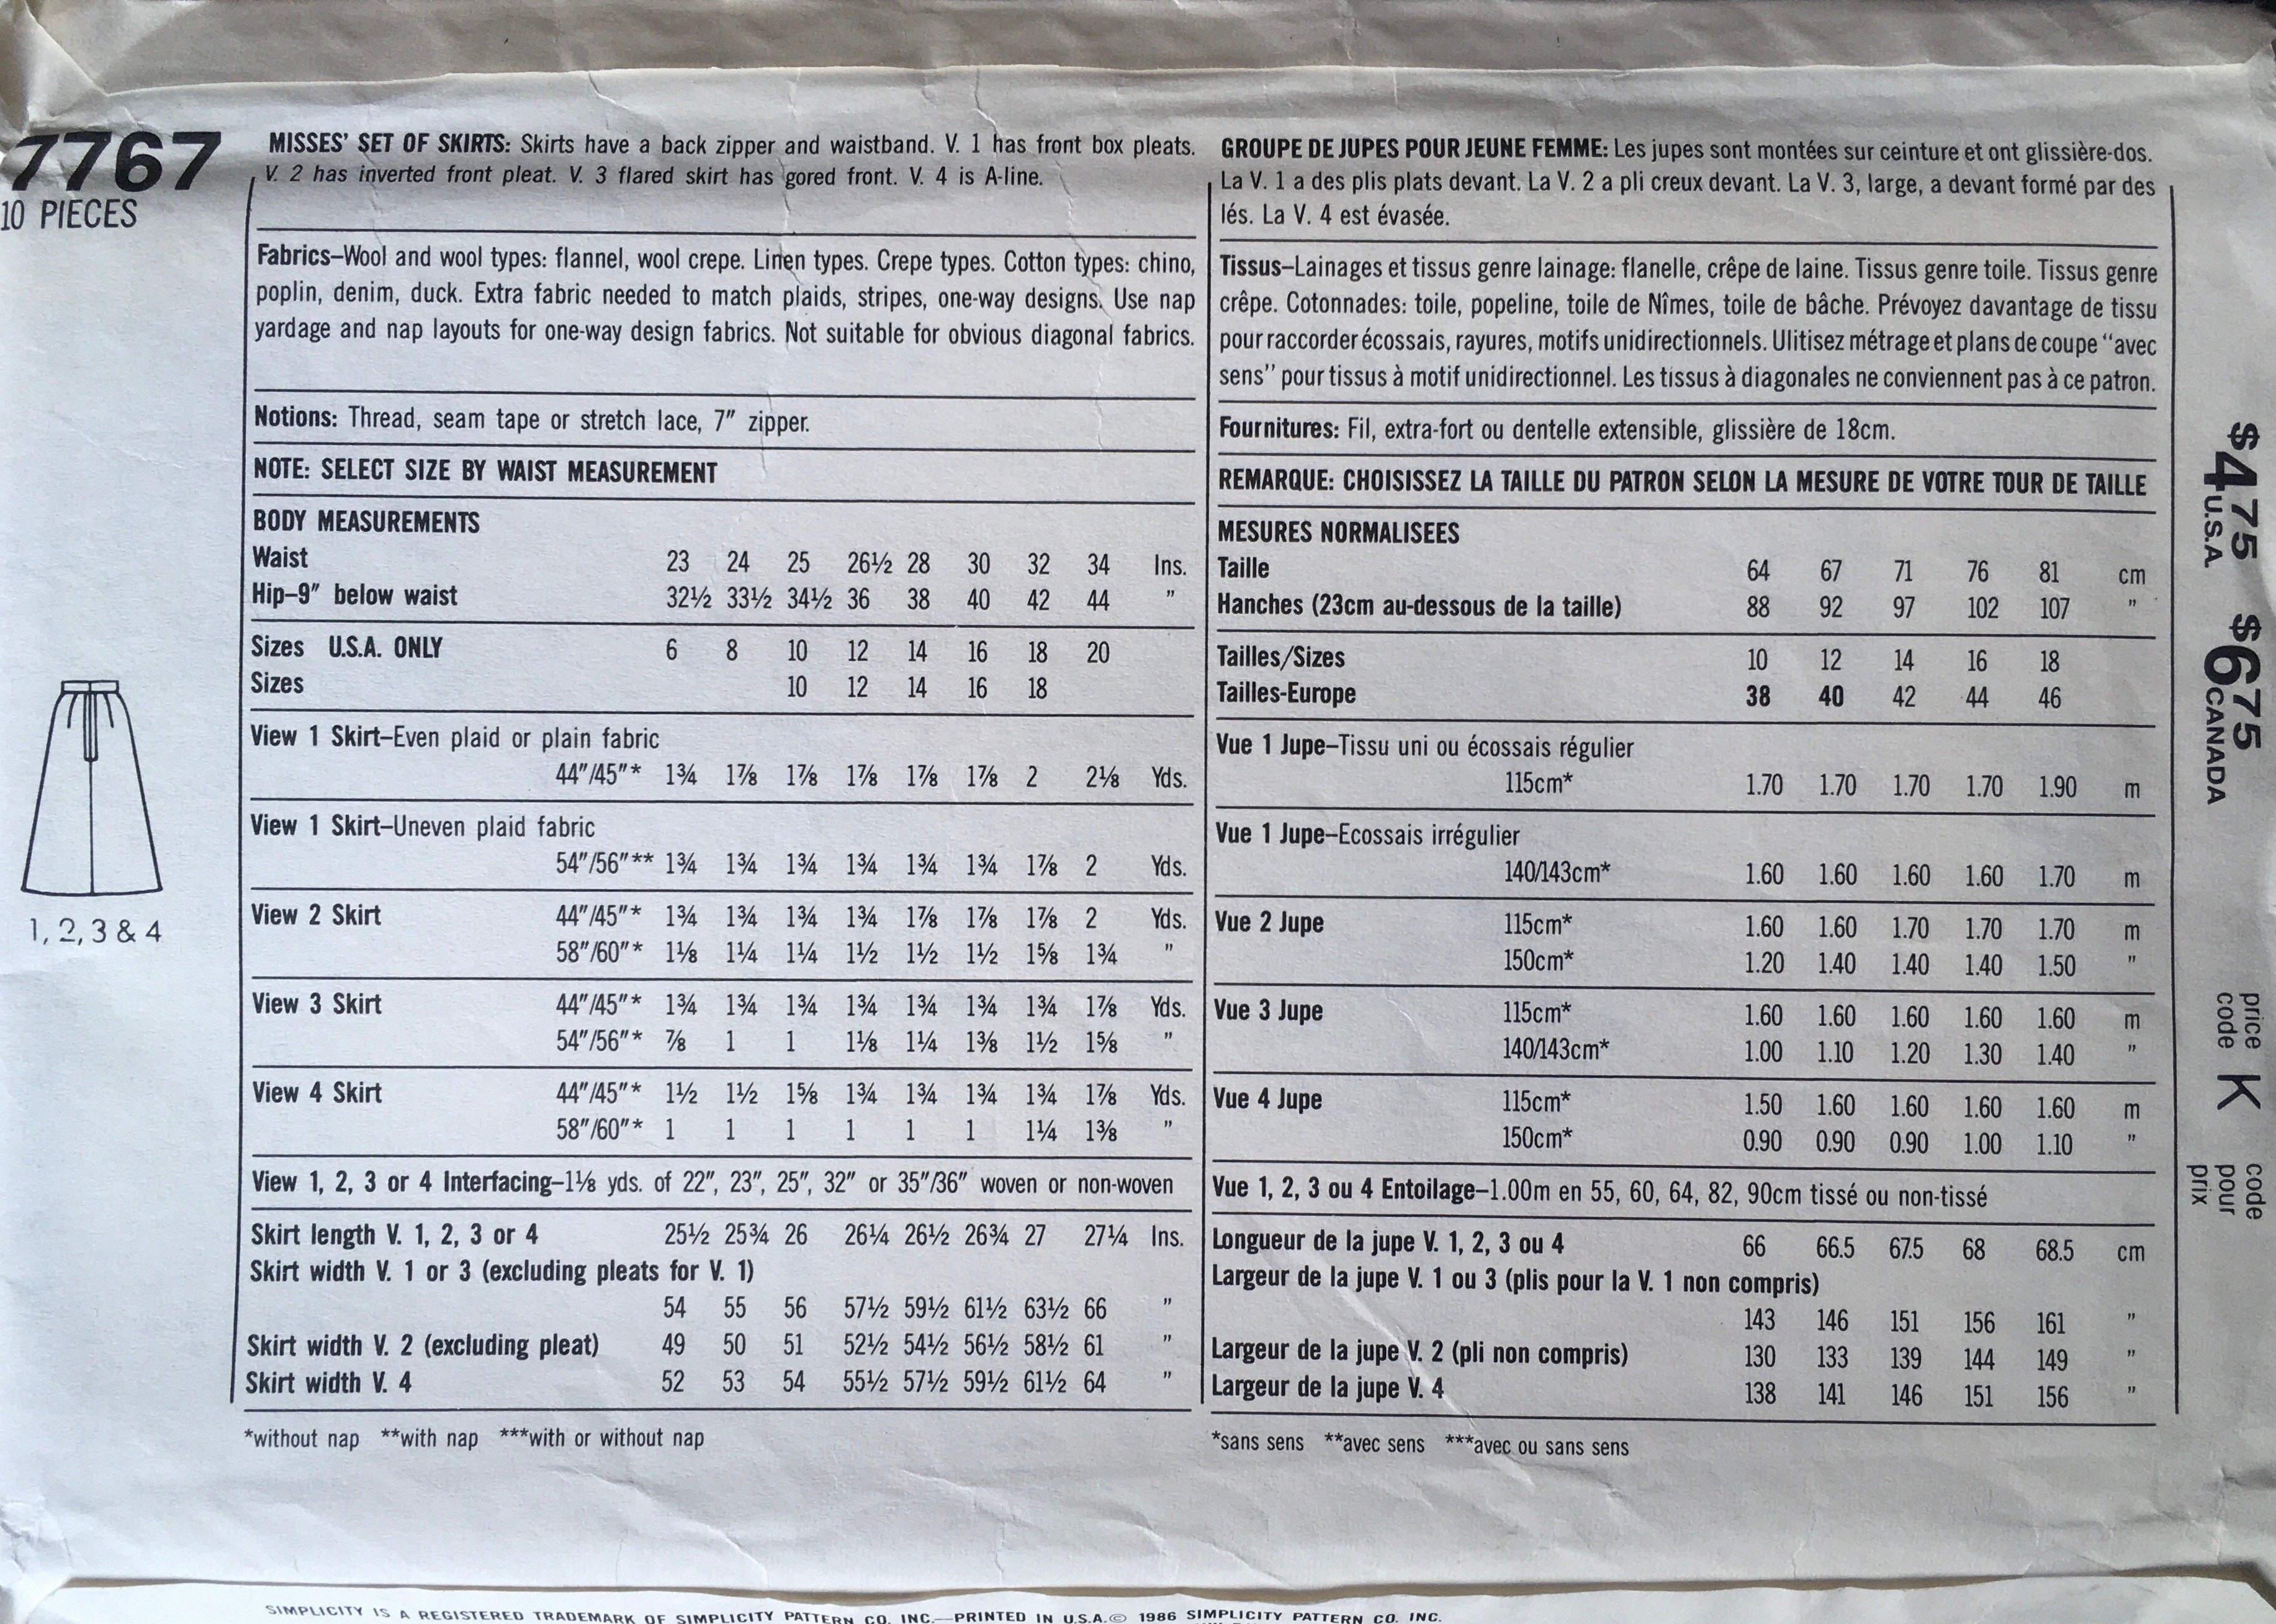 7767
10 PIECES
1, 2, 3 & 4
MISSES' SET OF SKIRTS: Skirts have a back zipper and waistband. V. 1 has front box pleats.
V. 2 has inverted front pleat. V. 3 flared skirt has gored front. V. 4 is A-line.
Fabrics–Wool and wool types: flannel, wool crepe. Linen types. Crepe types. Cotton types: chino,
poplin, denim, duck. Extra fabric needed to match plaids, stripes, one-way designs. Use nap
yardage and nap layouts for one-way design fabrics. Not suitable for obvious diagonal fabrics.
Notions: Thread, seam tape or stretch lace, 7″ zipper.
NOTE: SELECT SIZE BY WAIST MEASUREMENT
BODY MEASUREMENTS
Waist 23 24 25 26½ 28 30 32 34 Ins.
Hip–9″ below waist 32½ 33½ 34½ 36 38 40 42 44 ″
Sizes U.S.A. ONLY 6 8 10 12 14 16 18 20
Sizes 10 12 14 16 18
View 1 Skirt–Even plaid or plain fabric
44″/45″* 1¾ 1⅞ 1⅞ 1⅞ 1⅞ 1⅞ 2 2⅛ Yds.
View 1 Skirt–Uneven plaid fabric
54″/56″** 1¾ 1¾ 1¾ 1¾ 1¾ 1¾ 1⅞ 2 Yds.
View 2 Skirt 44″/45″* 1¾ 1¾ 1¾ 1¾ 1⅞ 1⅞ 1⅞ 2 Yds.
58″/60″* 1⅛ 1¼ 1¼ 1½ 1½ 1½ 1⅝ 1¾ ″
View 3 Skirt 44″/45″* 1¾ 1¾ 1¾ 1¾ 1¾ 1¾ 1¾ 1⅞ Yds.
54″/56″* ⅞ 1 1 1⅛ 1¼ 1⅜ 1½ 1⅝ ″
View 4 Skirt 44″/45″* 1½ 1½ 1⅝ 1¾ 1¾ 1¾ 1¾ 1⅞ Yds.
58″/60″* 1 1 1 1 1 1 1¼ 1⅜ ″
View 1, 2, 3 or 4 Interfacing–1⅛ yds. of 22″, 23″, 25″, 32″ or 35″/36″ woven or non-woven
Skirt length V. 1, 2, 3 or 4 25½ 25¾ 26 26¼ 26½ 26¾ 27 27¼ Ins.
Skirt width V. 1 or 3 (excluding pleats for V. 1)
54 55 56 57½ 59½ 61½ 63½ 66 ″
Skirt width V. 2 (excluding pleat) 49 50 51 52½ 54½ 56½ 58½ 61 ″
Skirt width V. 4 52 53 54 55½ 57½ 59½ 61½ 64 ″
*without nap **with nap ***with or without nap
GROUPE DE JUPES POUR JEUNE FEMME: Les jupes sont montées sur ceinture et ont glissière-dos.
La V. 1 a des plis plats devant. La V. 2 a pli creux devant. La V. 3, large, a devant formé par des
lés. La V. 4 est évasée.
Tissus–Lainages et tissus genre lainage: flanelle, crêpe de laine. Tissus genre toile. Tissus genre
crêpe. Cotonnades: toile, popeline, toile de Nîmes, toile de bâche. Prévoyez davantage de tissu
pour raccorder écossais, rayures, motifs unidirectionnels. Ulitisez métrage et plans de coupe "avec
sens" pour tissus à motif unidirectionnel. Les tissus à diagonales ne conviennent pas à ce patron.
Fournitures: Fil, extra-fort ou dentelle extensible, glissière de 18cm.
REMARQUE: CHOISISSEZ LA TAILLE DU PATRON SELON LA MESURE DE VOTRE TOUR DE TAILLE
MESURES NORMALISEES
Taille 64 67 71 76 81 cm
Hanches (23cm au-dessous de la taille) 88 92 97 102 107 ″
Tailles/Sizes 10 12 14 16 18
Tailles-Europe 38 40 42 44 46
Vue 1 Jupe–Tissu uni ou écossais régulier
115cm* 1.70 1.70 1.70 1.70 1.90 m
Vue 1 Jupe–Ecossais irrégulier
140/143cm* 1.60 1.60 1.60 1.60 1.70 m
Vue 2 Jupe 115cm* 1.60 1.60 1.70 1.70 1.70 m
150cm* 1.20 1.40 1.40 1.40 1.50 ″
Vue 3 Jupe 115cm* 1.60 1.60 1.60 1.60 1.60 m
140/143cm* 1.00 1.10 1.20 1.30 1.40 ″
Vue 4 Jupe 115cm* 1.50 1.60 1.60 1.60 1.60 m
150cm* 0.90 0.90 0.90 1.00 1.10 ″
Vue 1, 2, 3 ou 4 Entoilage–1.00m en 55, 60, 64, 82, 90cm tissé ou non-tissé
Longueur de la jupe V. 1, 2, 3 ou 4 66 66.5 67.5 68 68.5 cm
Largeur de la jupe V. 1 ou 3 (plis pour la V. 1 non compris)
143 146 151 156 161 ″
Largeur de la jupe V. 2 (pli non compris) 130 133 139 144 149 ″
Largeur de la jupe V. 4 138 141 146 151 156 ″
*sans sens **avec sens ***avec ou sans sens
$4 75 U.S.A.
$6 75 CANADA
price
code
K
code
pour
prix
SIMPLICITY IS A REGISTERED TRADEMARK OF SIMPLICITY PATTERN CO. INC.—PRINTED IN U.S.A.© 1986 SIMPLICITY PATTERN CO. INC.